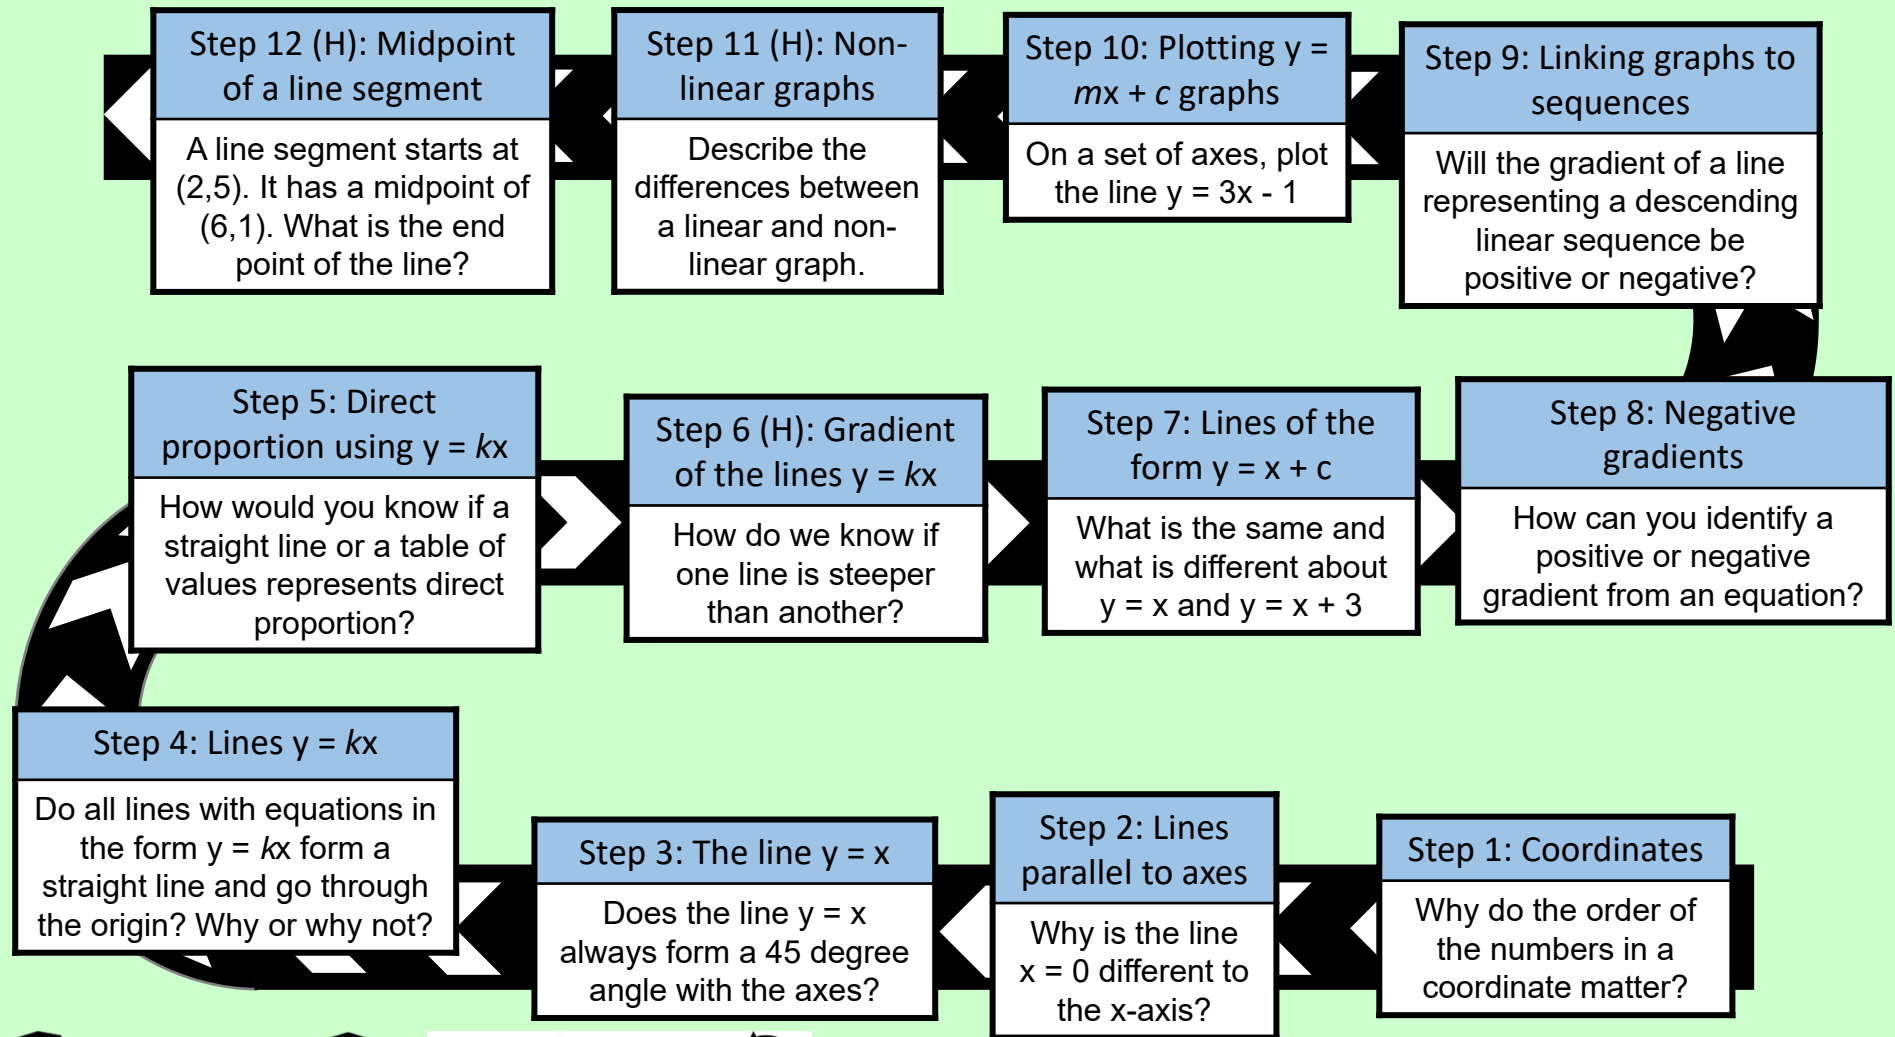 Step 12 (H): Midpoint
of a line segment
A line segment starts at
(2,5). It has a midpoint of
(6,1). What is the end
point of the line?
Step 11 (H): Non-
linear graphs
Describe the
differences between
a linear and non-
linear graph.
Step 10: Plotting y =
mx + c graphs
On a set of axes, plot
the line y = 3x - 1
Step 9: Linking graphs to
sequences
Will the gradient of a line
representing a descending
linear sequence be
positive or negative?
Step 5: Direct
proportion using y = kx
How would you know if a
straight line or a table of
values represents direct
proportion?
Step 6 (H): Gradient
of the lines y = kx
How do we know if
one line is steeper
than another?
Step 7: Lines of the
form y = x + c
What is the same and
what is different about
y = x and y = x + 3
Step 8: Negative
gradients
How can you identify a
positive or negative
gradient from an equation?
Step 4: Lines y = kx
Do all lines with equations in
the form y = kx form a
straight line and go through
the origin? Why or why not?
Step 3: The line y = x
Does the line y = x
always form a 45 degree
angle with the axes?
Step 2: Lines
parallel to axes
Why is the line
x = 0 different to
the x-axis?
Step 1: Coordinates
Why do the order of
the numbers in a
coordinate matter?